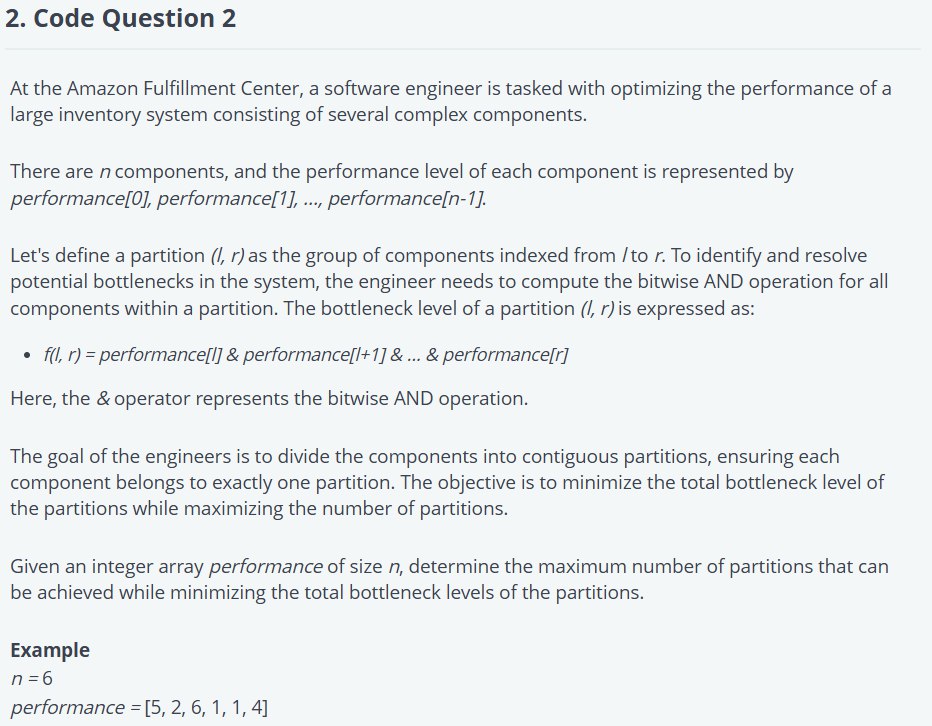 2. Code Question 2
At the Amazon Fulfillment Center, a software engineer is tasked with optimizing the performance of a
large inventory system consisting of several complex components.
There are n components, and the performance level of each component is represented by
performance[0], performance[1], ..., performance[n-1].
Let's define a partition (l, r) as the group of components indexed from l to r. To identify and resolve
potential bottlenecks in the system, the engineer needs to compute the bitwise AND operation for all
components within a partition. The bottleneck level of a partition (l, r) is expressed as:
• f(l, r) = performance[l] & performance[l+1] & ... & performance[r]
Here, the & operator represents the bitwise AND operation.
The goal of the engineers is to divide the components into contiguous partitions, ensuring each
component belongs to exactly one partition. The objective is to minimize the total bottleneck level of
the partitions while maximizing the number of partitions.
Given an integer array performance of size n, determine the maximum number of partitions that can
be achieved while minimizing the total bottleneck levels of the partitions.
Example
n = 6
performance = [5, 2, 6, 1, 1, 4]